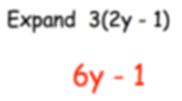 Expand 3(2y - 1)
6y - 1